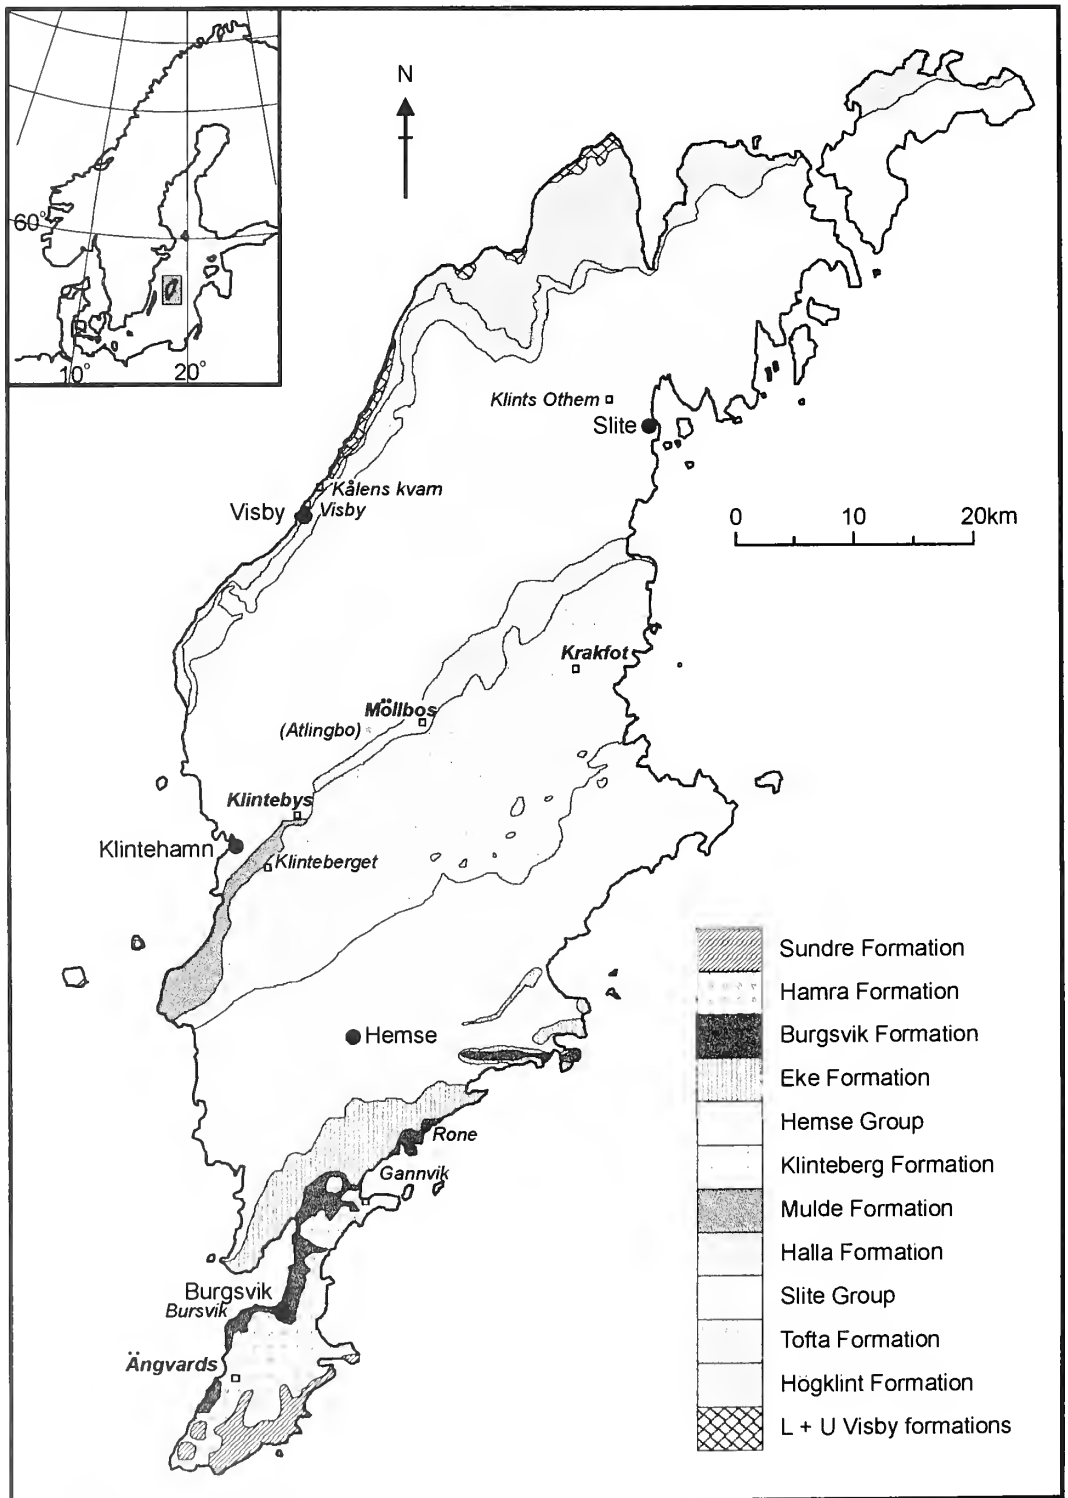 N
60°
10°
20°
Klints Othem
Slite
Kålens kvarn
Visby
Visby
0 10 20km
Krakfot
Möllbos
(Atlingbo)
Klintebys
Klintehamn
Klinteberget
Hemse
Rone
Gannvik
Burgsvik
Bursvik
Ängvards
Sundre Formation
Hamra Formation
Burgsvik Formation
Eke Formation
Hemse Group
Klinteberg Formation
Mulde Formation
Halla Formation
Slite Group
Tofta Formation
Högklint Formation
L + U Visby formations